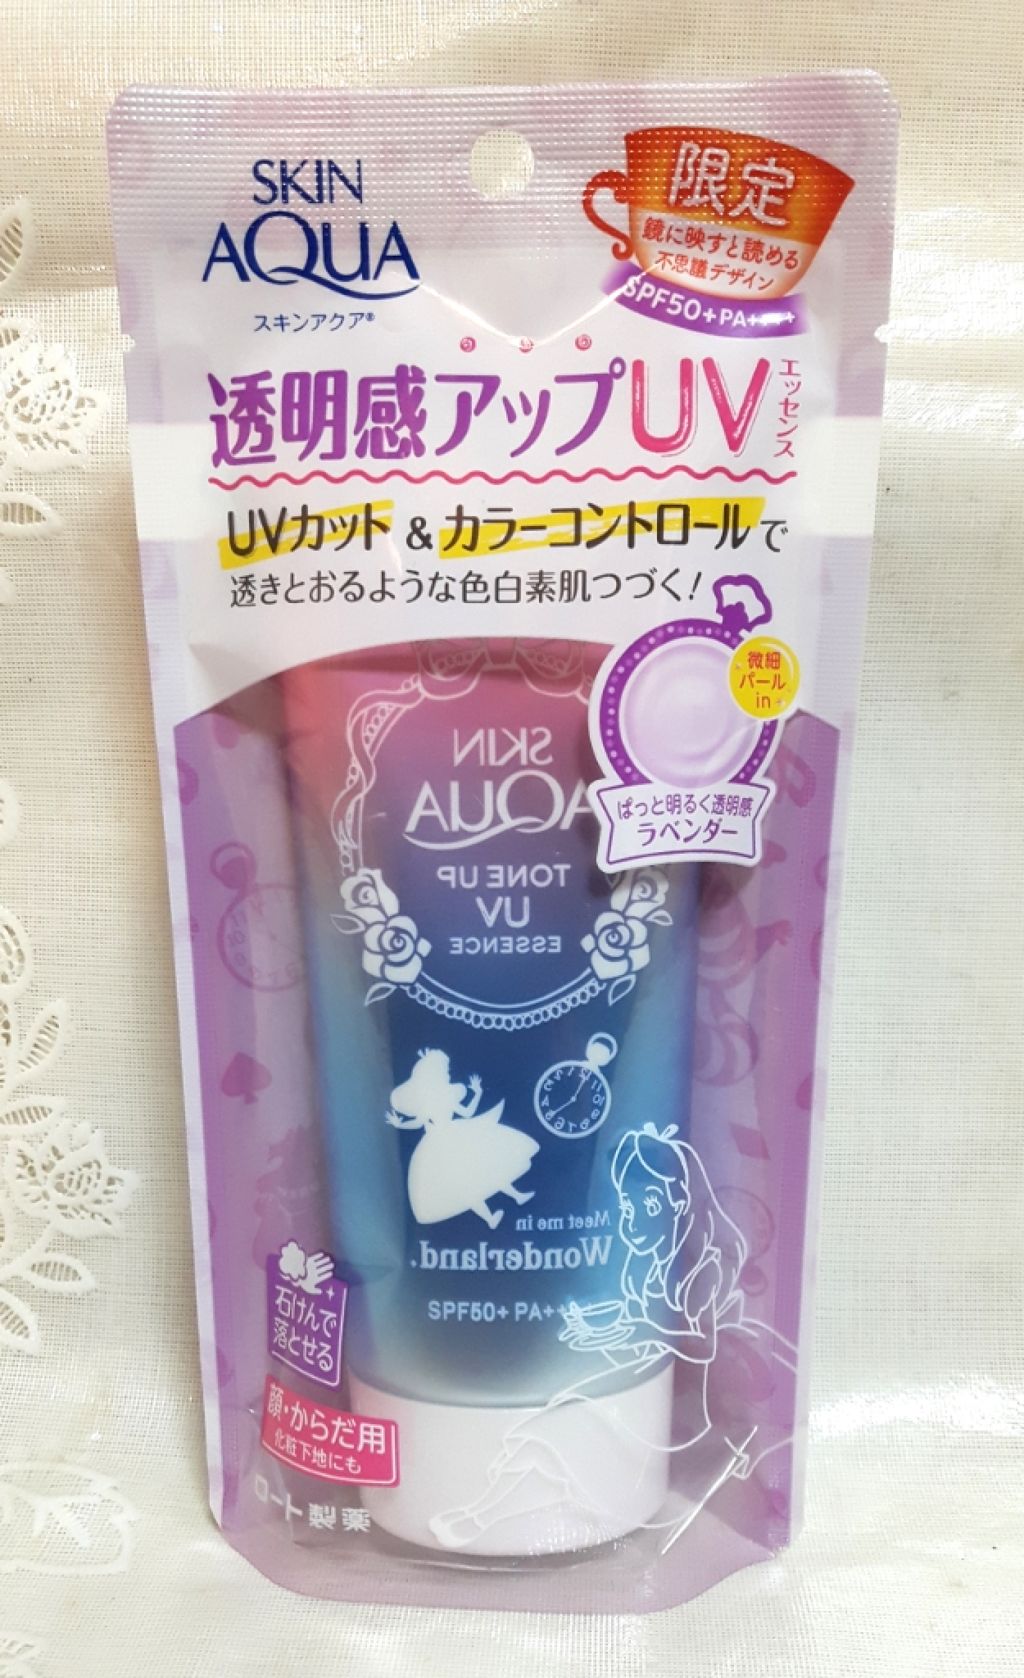 SKIN
AQUA
スキンアクア®
限定
鏡に映すと読める
不思議デザイン
SPF50+PA++++
透明感アップUV
エッセンス
UVカット & カラーコントロールで
透きとおるような色白素肌つづく!
微細
パール
in
ぱっと明るく透明感
ラベンダー
SKIN
AQUA
TONE UP
UV
ESSENCE
Meet me in
Wonderland.
SPF50+ PA++
石けんで
落とせる
顔・からだ用
化粧下地にも
ロート製薬